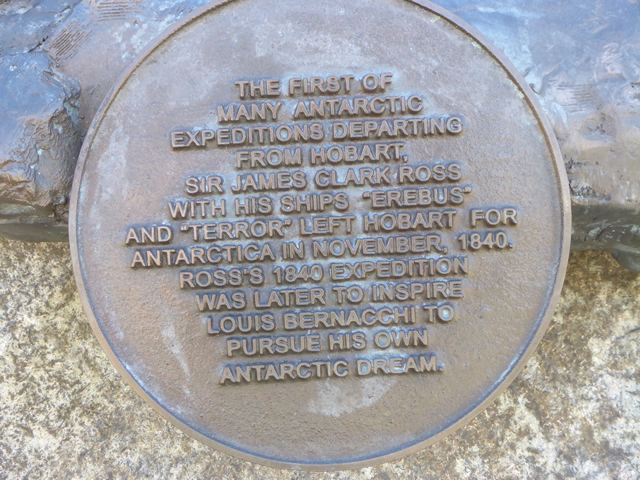 THE FIRST OF
MANY ANTARCTIC
EXPEDITIONS DEPARTING
FROM HOBART,
SIR JAMES CLARK ROSS
WITH HIS SHIPS "EREBUS"
AND "TERROR" LEFT HOBART FOR
ANTARCTICA IN NOVEMBER, 1840.
ROSS'S 1840 EXPEDITION
WAS LATER TO INSPIRE
LOUIS BERNACCHI TO
PURSUE HIS OWN
ANTARCTIC DREAM.